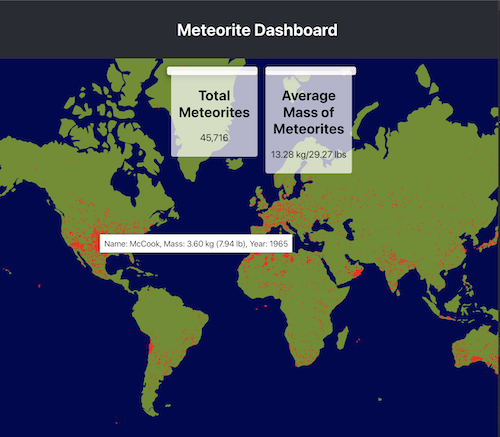 Meteorite Dashboard
Total
Meteorites
45,716
Average
Mass of
Meteorites
13.28 kg/29.27 lbs
Name: McCook, Mass: 3.60 kg (7.94 lb), Year: 1965